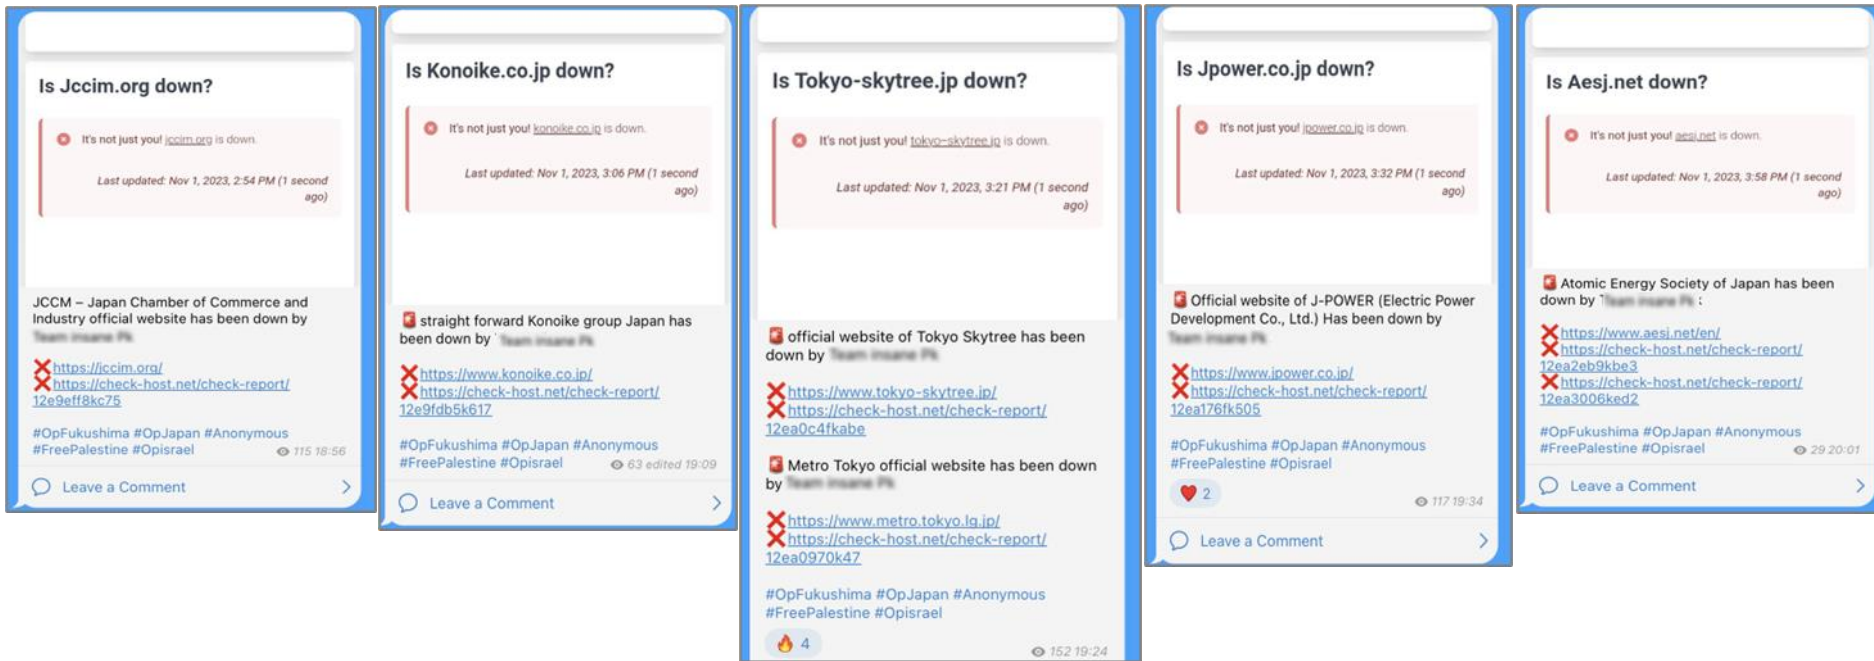 Is Jccim.org down?
It's not just you! jccim.org is down.
Last updated: Nov 1, 2023, 2:54 PM (1 second
ago)
JCCM – Japan Chamber of Commerce and
Industry official website has been down by
https://jccim.org/
https://check-host.net/check-report/
12e9eff8kc75
#OpFukushima #OpJapan #Anonymous
#FreePalestine #Opisrael
115 18:56
Leave a Comment
Is Konoike.co.jp down?
It's not just you! konoike.co.jp is down.
Last updated: Nov 1, 2023, 3:06 PM (1 second
ago)
straight forward Konoike group Japan has
been down by
https://www.konoike.co.jp/
https://check-host.net/check-report/
12e9fdb5k617
#OpFukushima #OpJapan #Anonymous
#FreePalestine #Opisrael
63 edited 19:09
Leave a Comment
Is Tokyo-skytree.jp down?
It's not just you! tokyo-skytree.jp is down.
Last updated: Nov 1, 2023, 3:21 PM (1 second
ago)
official website of Tokyo Skytree has been
down by
https://www.tokyo-skytree.jp/
https://check-host.net/check-report/
12ea0c4fkabe
Metro Tokyo official website has been down
by
https://www.metro.tokyo.lg.jp/
https://check-host.net/check-report/
12ea0970k47
#OpFukushima #OpJapan #Anonymous
#FreePalestine #Opisrael
4
152 19:24
Is Jpower.co.jp down?
It's not just you! jpower.co.jp is down.
Last updated: Nov 1, 2023, 3:32 PM (1 second
ago)
Official website of J-POWER (Electric Power
Development Co., Ltd.) Has been down by
https://www.jpower.co.jp/
https://check-host.net/check-report/
12ea176fk505
#OpFukushima #OpJapan #Anonymous
#FreePalestine #Opisrael
2
117 19:34
Leave a Comment
Is Aesj.net down?
It's not just you! aesj.net is down.
Last updated: Nov 1, 2023, 3:58 PM (1 second
ago)
Atomic Energy Society of Japan has been
down by :
https://www.aesj.net/en/
https://check-host.net/check-report/
12ea2eb9kbe3
https://check-host.net/check-report/
12ea3006ked2
#OpFukushima #OpJapan #Anonymous
#FreePalestine #Opisrael
29 20:01
Leave a Comment